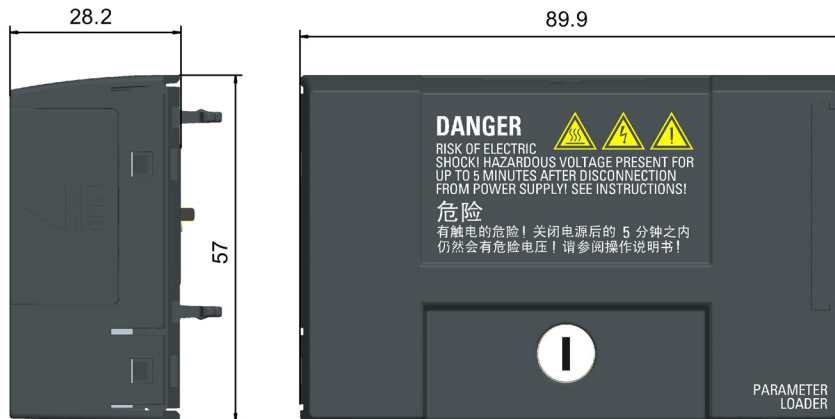 28.2
89.9
57
OPEN
DANGER
RISK OF ELECTRIC
SHOCK! HAZARDOUS VOLTAGE PRESENT FOR
UP TO 5 MINUTES AFTER DISCONNECTION
FROM POWER SUPPLY! SEE INSTRUCTIONS!
危险
有触电的危险！关闭电源后的 5 分钟之内
仍然会有危险电压！请参阅操作说明书！
PARAMETER
LOADER